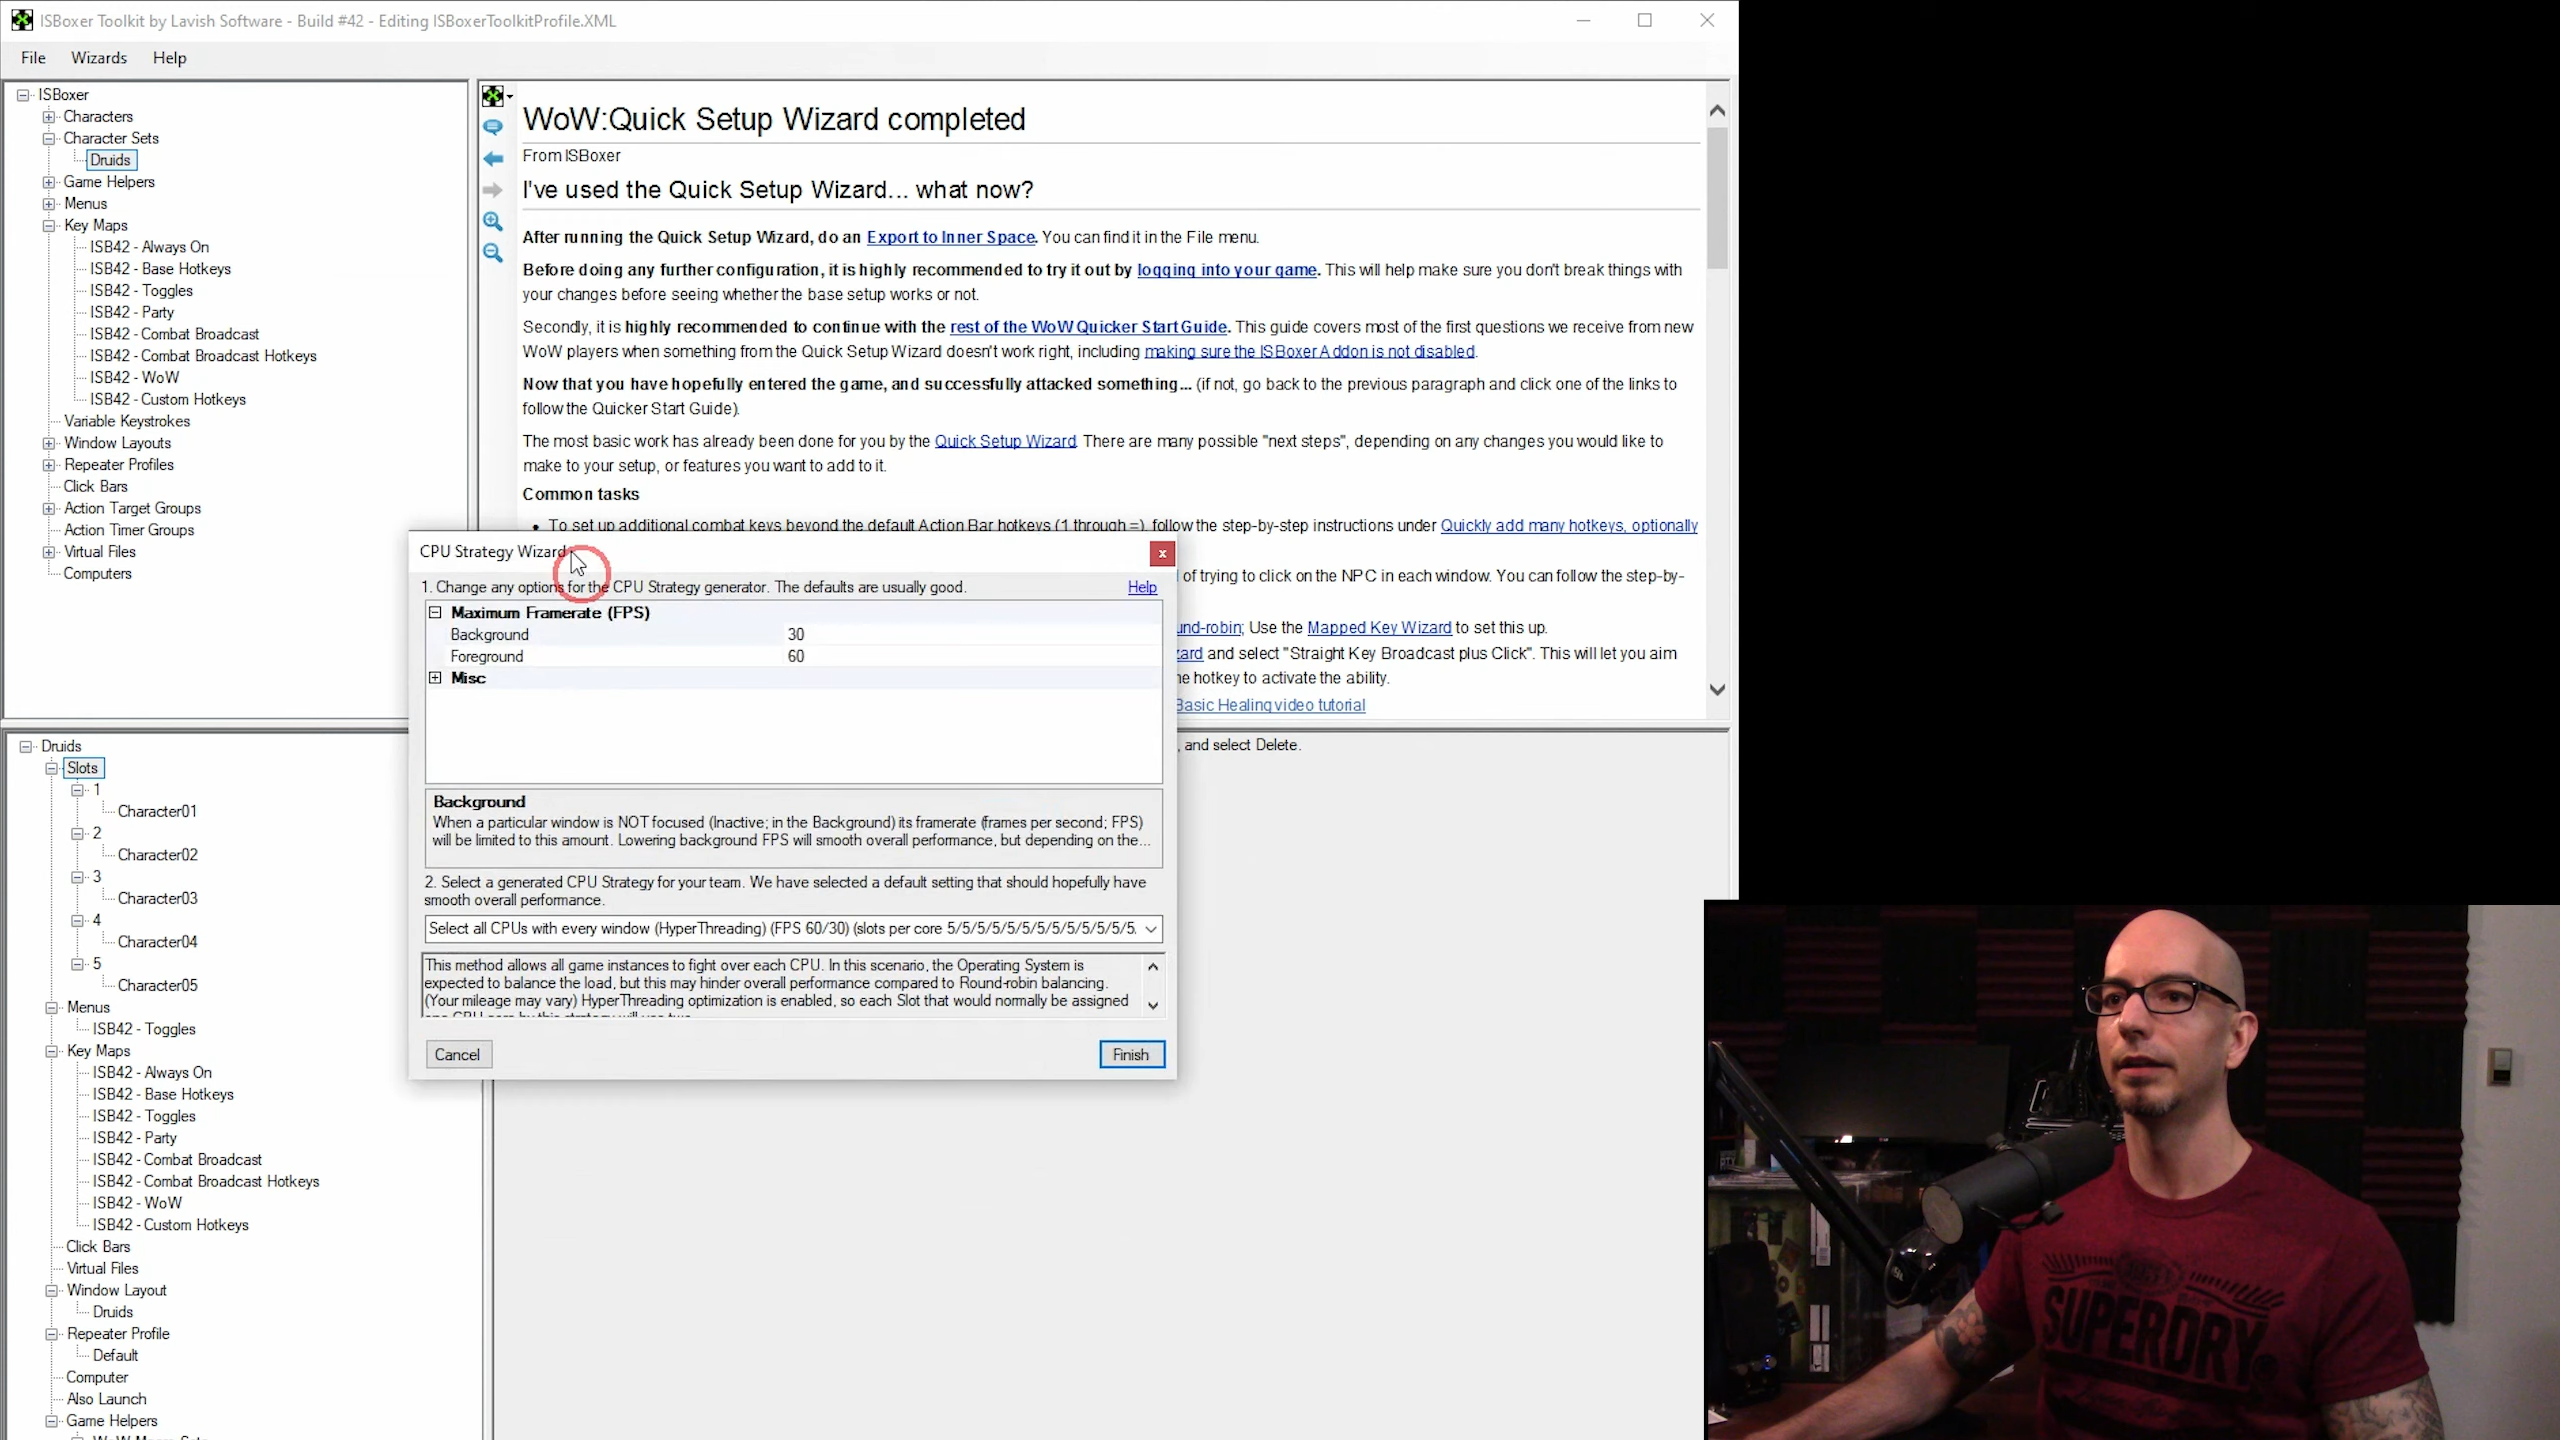 ISBoxer Toolkit by Lavish Software - Build #42 - Editing ISBoxerToolkitProfile.XML
File Wizards Help
ISBoxer
Characters
Character Sets
Druids
Game Helpers
Menus
Key Maps
ISB42 - Always On
ISB42 - Base Hotkeys
ISB42 - Toggles
ISB42 - Party
ISB42 - Combat Broadcast
ISB42 - Combat Broadcast Hotkeys
ISB42 - WoW
ISB42 - Custom Hotkeys
Variable Keystrokes
Window Layouts
Repeater Profiles
Click Bars
Action Target Groups
Action Timer Groups
Virtual Files
Computers
WoW:Quick Setup Wizard completed
From ISBoxer
I've used the Quick Setup Wizard... what now?
After running the Quick Setup Wizard, do an Export to Inner Space. You can find it in the File menu.
Before doing any further configuration, it is highly recommended to try it out by logging into your game. This will help make sure you don't break things with
your changes before seeing whether the base setup works or not.
Secondly, it is highly recommended to continue with the rest of the WoW Quicker Start Guide. This guide covers most of the first questions we receive from new
WoW players when something from the Quick Setup Wizard doesn't work right, including making sure the ISBoxer Addon is not disabled.
Now that you have hopefully entered the game, and successfully attacked something... (if not, go back to the previous paragraph and click one of the links to
follow the Quicker Start Guide).
The most basic work has already been done for you by the Quick Setup Wizard. There are many possible "next steps", depending on any changes you would like to
make to your setup, or features you want to add to it.
Common tasks
• To set up additional combat keys beyond the default Action Bar hotkeys (1 through =), follow the step-by-step instructions under Quickly add many hotkeys, optionally
of trying to click on the NPC in each window. You can follow the step-by-
und-robin; Use the Mapped Key Wizard to set this up.
zard and select "Straight Key Broadcast plus Click". This will let you aim
he hotkey to activate the ability.
Basic Healing video tutorial
, and select Delete.
CPU Strategy Wizard
x
1. Change any options for the CPU Strategy generator. The defaults are usually good. Help
Maximum Framerate (FPS)
Background 30
Foreground 60
Misc
Background
When a particular window is NOT focused (Inactive; in the Background) its framerate (frames per second; FPS)
will be limited to this amount. Lowering background FPS will smooth overall performance, but depending on the...
2. Select a generated CPU Strategy for your team. We have selected a default setting that should hopefully have
smooth overall performance.
Select all CPUs with every window (HyperThreading) (FPS 60/30) (slots per core 5/5/5/5/5/5/5/5/5/5/5/5/5.
This method allows all game instances to fight over each CPU. In this scenario, the Operating System is
expected to balance the load, but this may hinder overall performance compared to Round-robin balancing.
(Your mileage may vary) HyperThreading optimization is enabled, so each Slot that would normally be assigned
Cancel Finish
Druids
Slots
1
Character01
2
Character02
3
Character03
4
Character04
5
Character05
Menus
ISB42 - Toggles
Key Maps
ISB42 - Always On
ISB42 - Base Hotkeys
ISB42 - Toggles
ISB42 - Party
ISB42 - Combat Broadcast
ISB42 - Combat Broadcast Hotkeys
ISB42 - WoW
ISB42 - Custom Hotkeys
Click Bars
Virtual Files
Window Layout
Druids
Repeater Profile
Default
Computer
Also Launch
Game Helpers
SUPERDRY